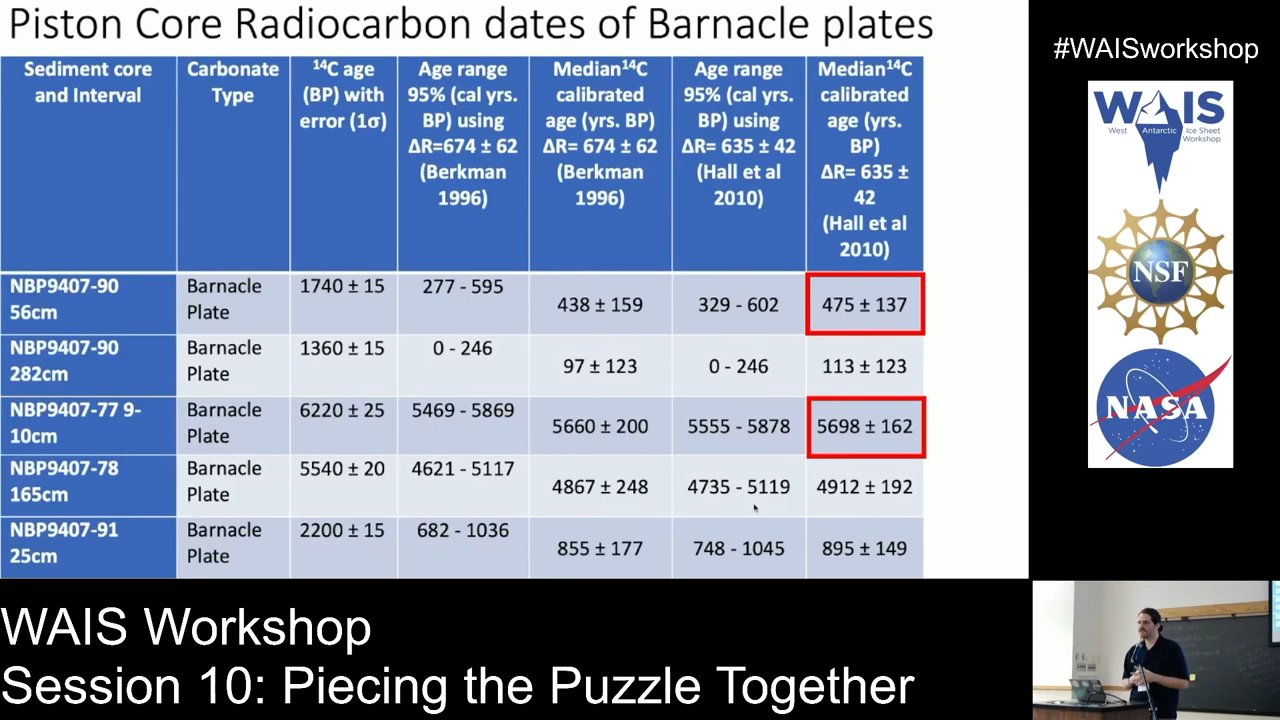 Piston Core Radiocarbon dates of Barnacle plates
Sediment core
and Interval
Carbonate
Type
14C age
(BP) with
error (1σ)
Age range
95% (cal yrs.
BP) using
ΔR=674 ± 62
(Berkman
1996)
Median14C
calibrated
age (yrs. BP)
ΔR= 674 ± 62
(Berkman
1996)
Age range
95% (cal yrs.
BP) using
ΔR= 635 ± 42
(Hall et al
2010)
Median14C
calibrated
age (yrs.
BP)
ΔR= 635 ±
42
(Hall et al
2010)
NBP9407-90
56cm
Barnacle
Plate
1740 ± 15
277 - 595
438 ± 159
329 - 602
475 ± 137
NBP9407-90
282cm
Barnacle
Plate
1360 ± 15
0 - 246
97 ± 123
0 - 246
113 ± 123
NBP9407-77 9-
10cm
Barnacle
Plate
6220 ± 25
5469 - 5869
5660 ± 200
5555 - 5878
5698 ± 162
NBP9407-78
165cm
Barnacle
Plate
5540 ± 20
4621 - 5117
4867 ± 248
4735 - 5119
4912 ± 192
NBP9407-91
25cm
Barnacle
Plate
2200 ± 15
682 - 1036
855 ± 177
748 - 1045
895 ± 149
#WAISworkshop
WAIS
West Antarctic Ice Sheet
Workshop
NSF
NASA
WAIS Workshop
Session 10: Piecing the Puzzle Together